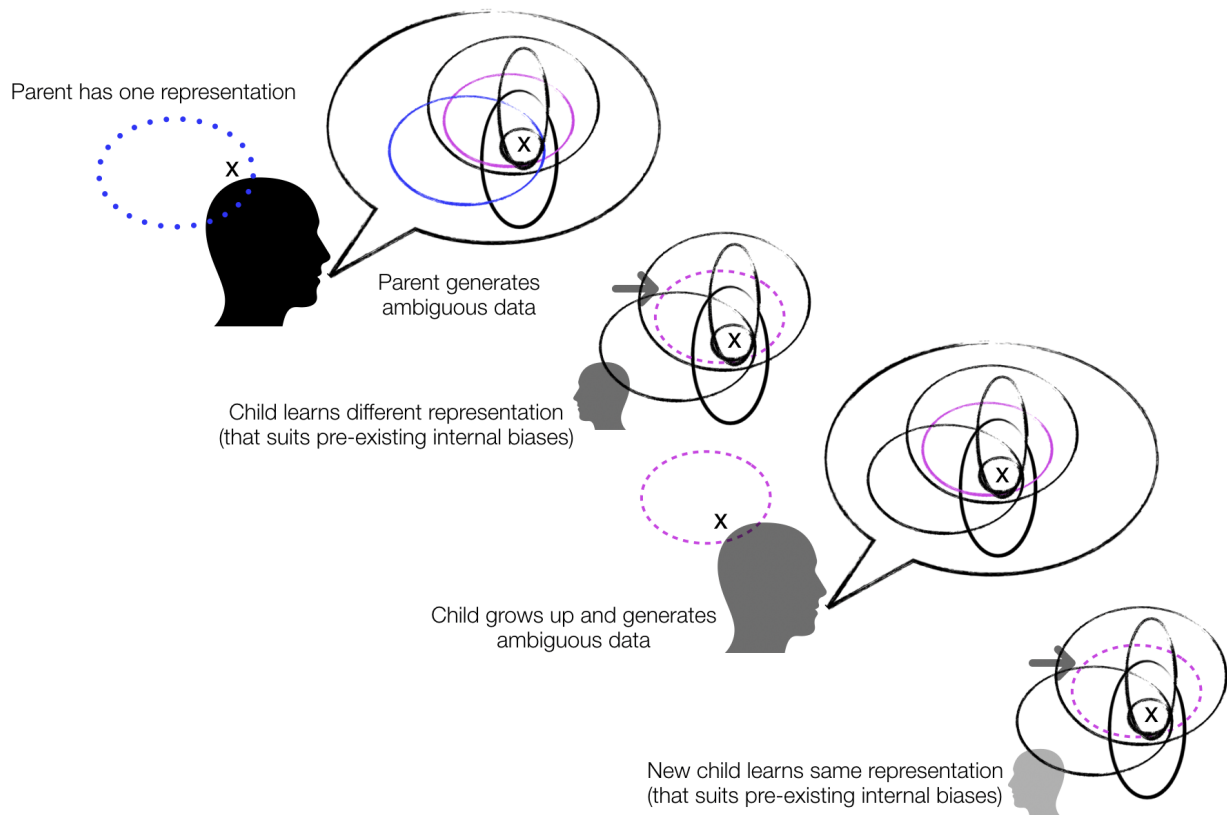 Parent has one representation
x
x
Parent generates
ambiguous data
x
Child learns different representation
(that suits pre-existing internal biases)
x
x
Child grows up and generates
ambiguous data
x
New child learns same representation
(that suits pre-existing internal biases)